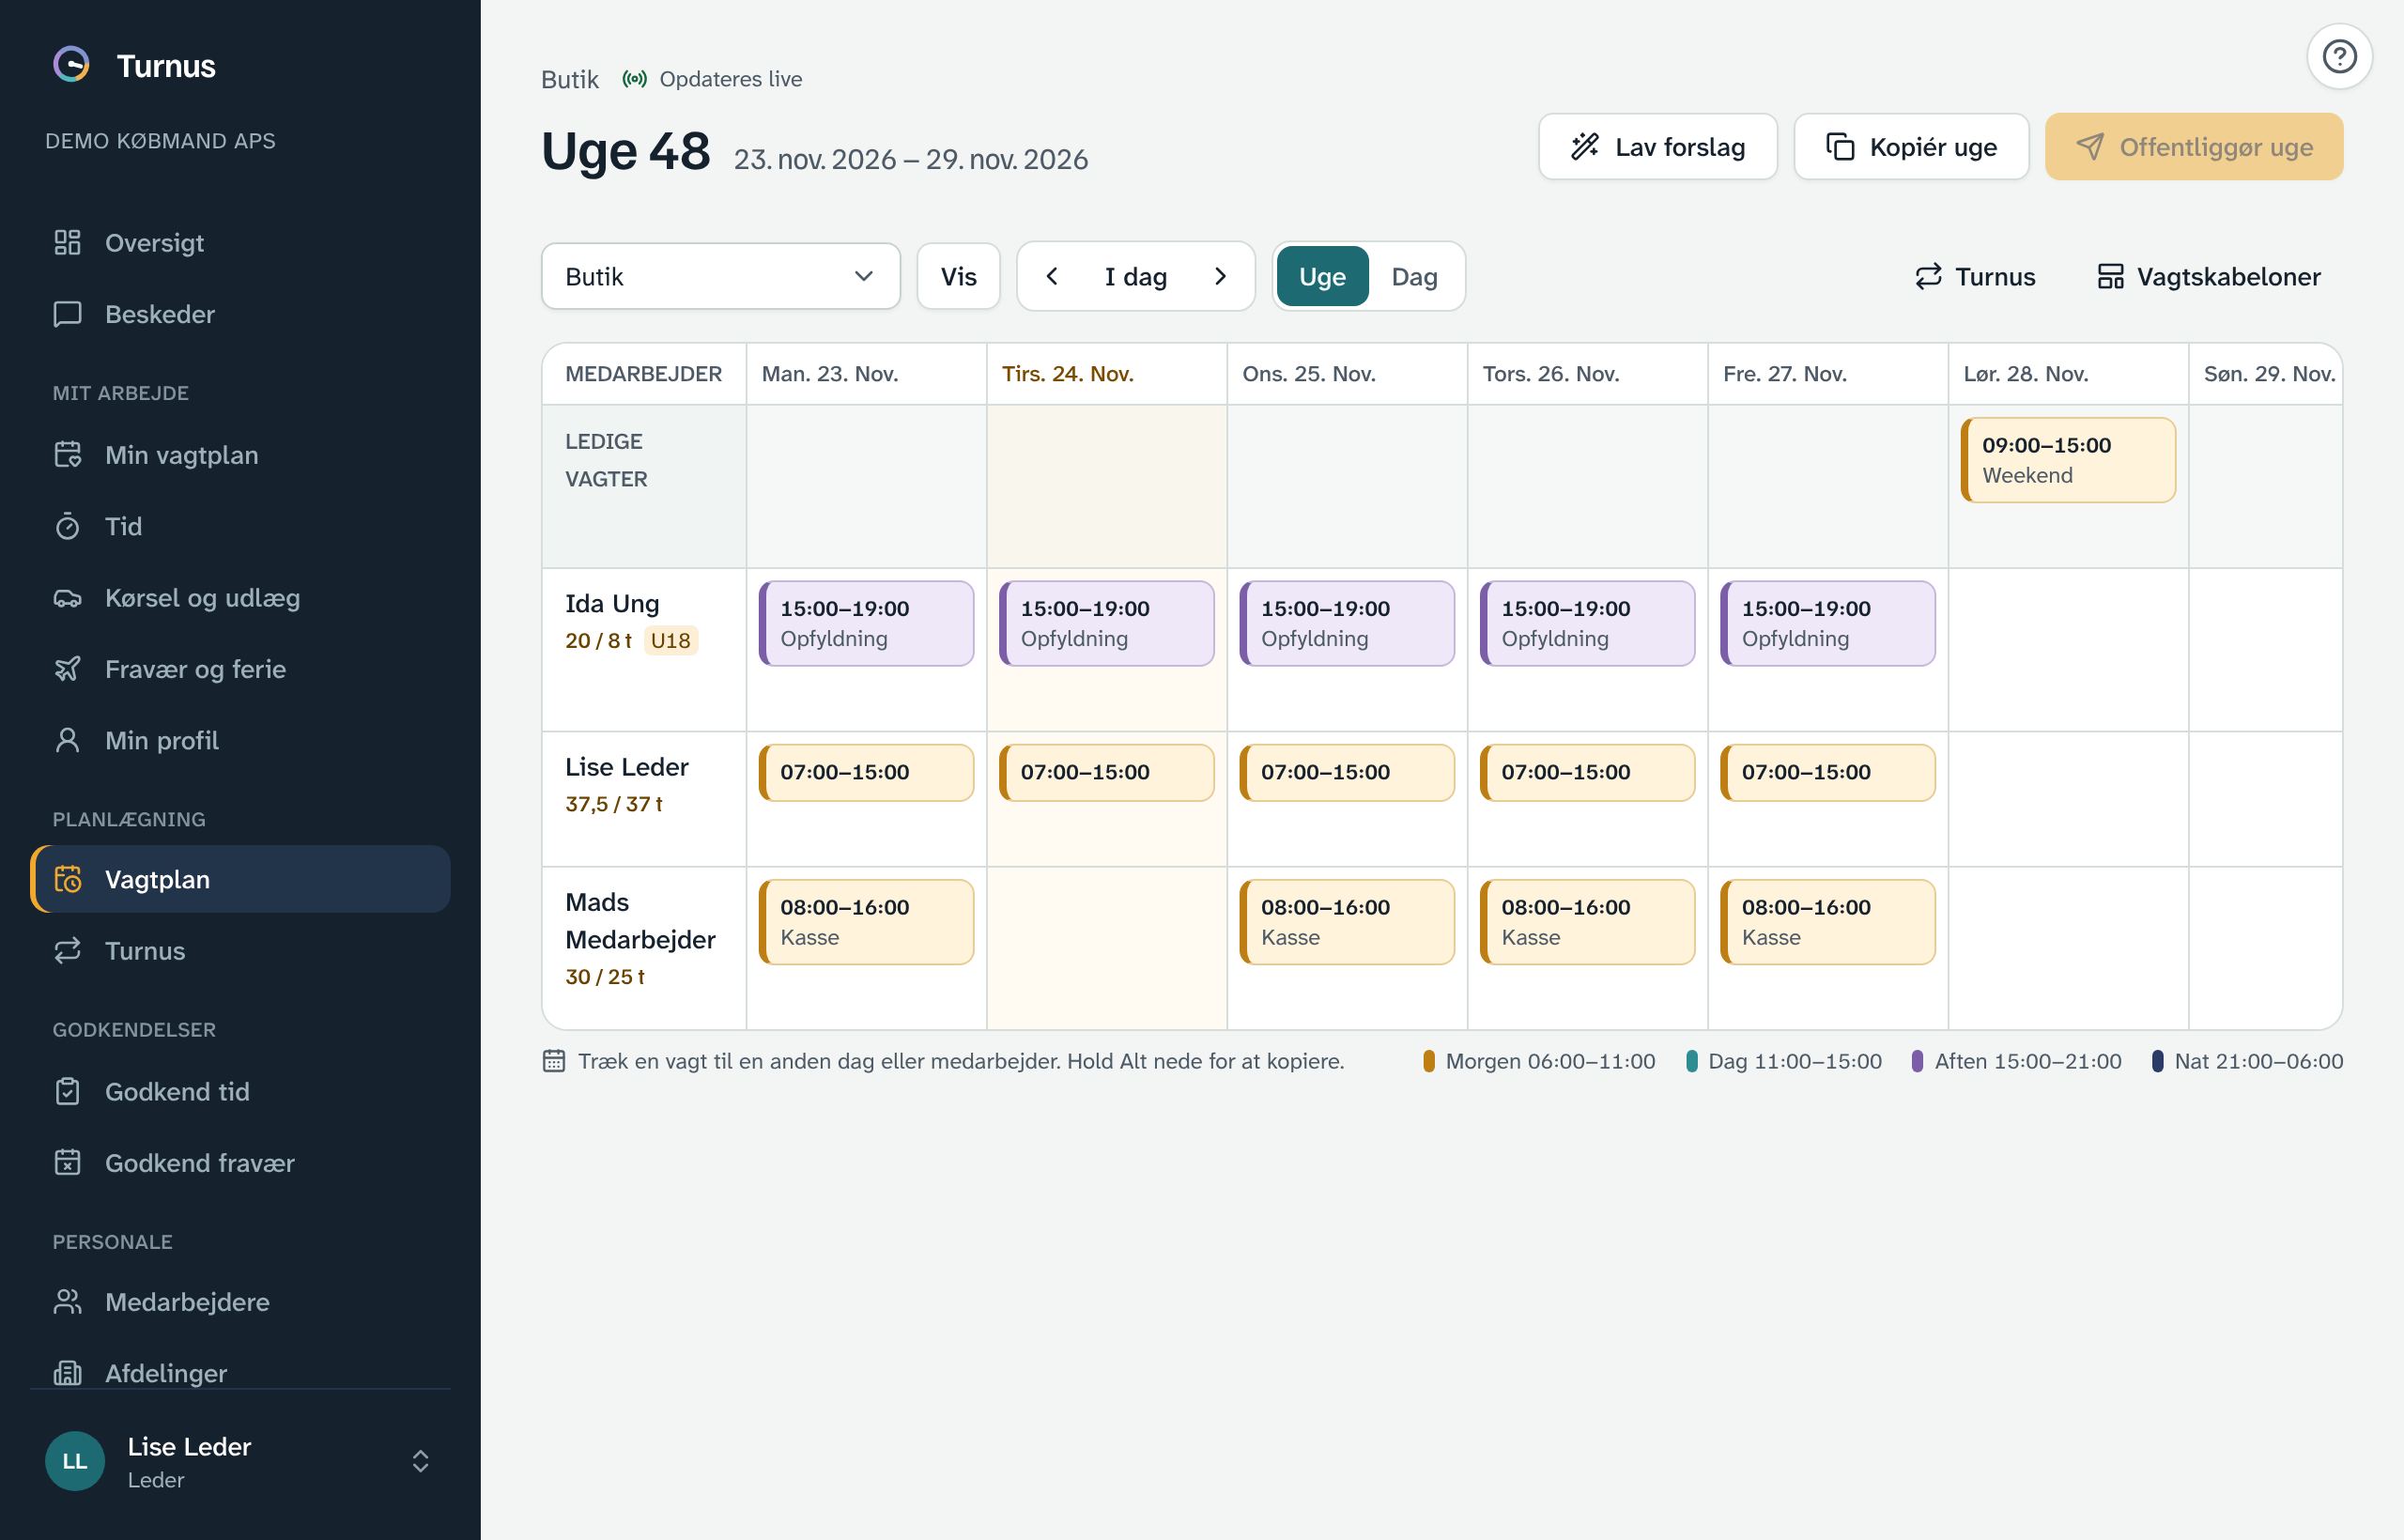 Turnus
DEMO KØBMAND APS
Oversigt
Beskeder
MIT ARBEJDE
Min vagtplan
Tid
Kørsel og udlæg
Fravær og ferie
Min profil
PLANLÆGNING
Vagtplan
Turnus
GODKENDELSER
Godkend tid
Godkend fravær
PERSONALE
Medarbejdere
Afdelinger
LL
Lise Leder
Leder
Butik Opdateres live
Uge 48 23. nov. 2026 – 29. nov. 2026
Lav forslag Kopiér uge Offentliggør uge
Butik Vis I dag Uge Dag Turnus Vagtskabeloner
MEDARBEJDER Man. 23. Nov. Tirs. 24. Nov. Ons. 25. Nov. Tors. 26. Nov. Fre. 27. Nov. Lør. 28. Nov. Søn. 29. Nov.
LEDIGE
VAGTER
09:00–15:00
Weekend
Ida Ung
20 / 8 t U18
15:00–19:00 15:00–19:00 15:00–19:00 15:00–19:00 15:00–19:00
Opfyldning Opfyldning Opfyldning Opfyldning Opfyldning
Lise Leder
37,5 / 37 t
07:00–15:00 07:00–15:00 07:00–15:00 07:00–15:00 07:00–15:00
Mads
Medarbejder
30 / 25 t
08:00–16:00 08:00–16:00 08:00–16:00 08:00–16:00
Kasse Kasse Kasse Kasse
Træk en vagt til en anden dag eller medarbejder. Hold Alt nede for at kopiere.
Morgen 06:00–11:00 Dag 11:00–15:00 Aften 15:00–21:00 Nat 21:00–06:00